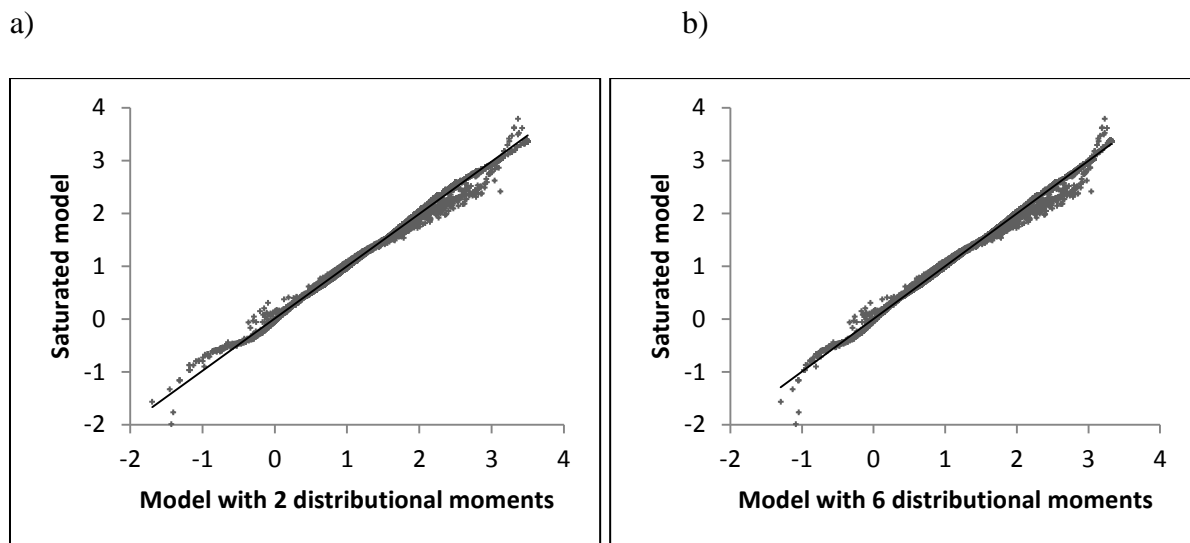 a)
b)
4
3
2
1
0
-1
-2
Saturated model
-2 -1 0 1 2 3 4
Model with 2 distributional moments
4
3
2
1
0
-1
-2
Saturated model
-2 -1 0 1 2 3 4
Model with 6 distributional moments